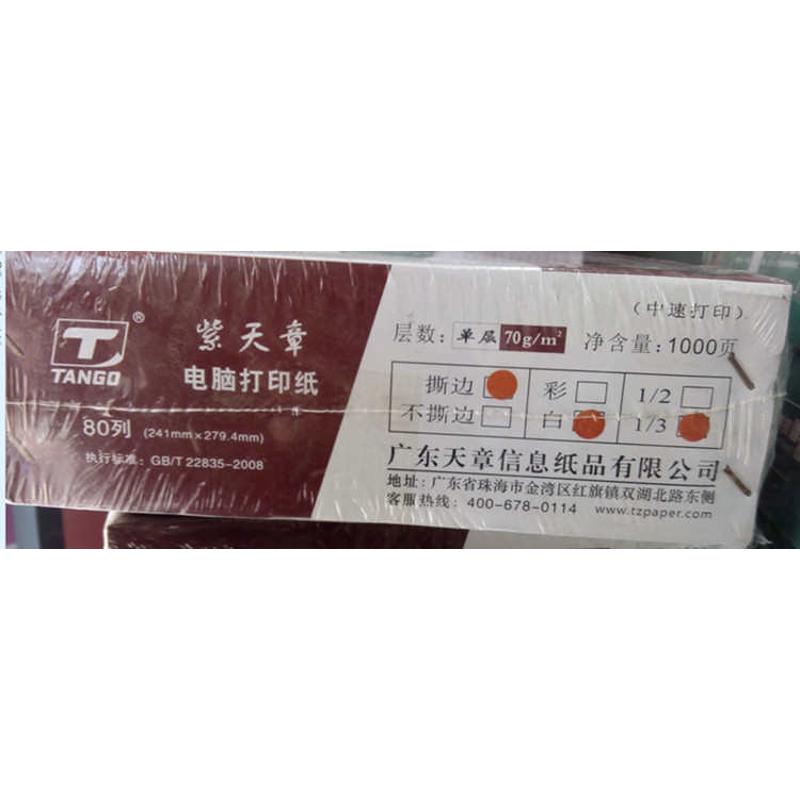 TANGO
®
紫天章
电脑打印纸
80列 (241mm×279.4mm)
执行标准: GB/T 22835-2008
(中速打印)
层数: 单层 70g/m² 净含量: 1000页
撕边 彩 1/2
不撕边 白 1/3
广东天章信息纸品有限公司
地址: 广东省珠海市金湾区红旗镇双湖北路东侧
客服热线: 400-678-0114 www.tzpaper.com